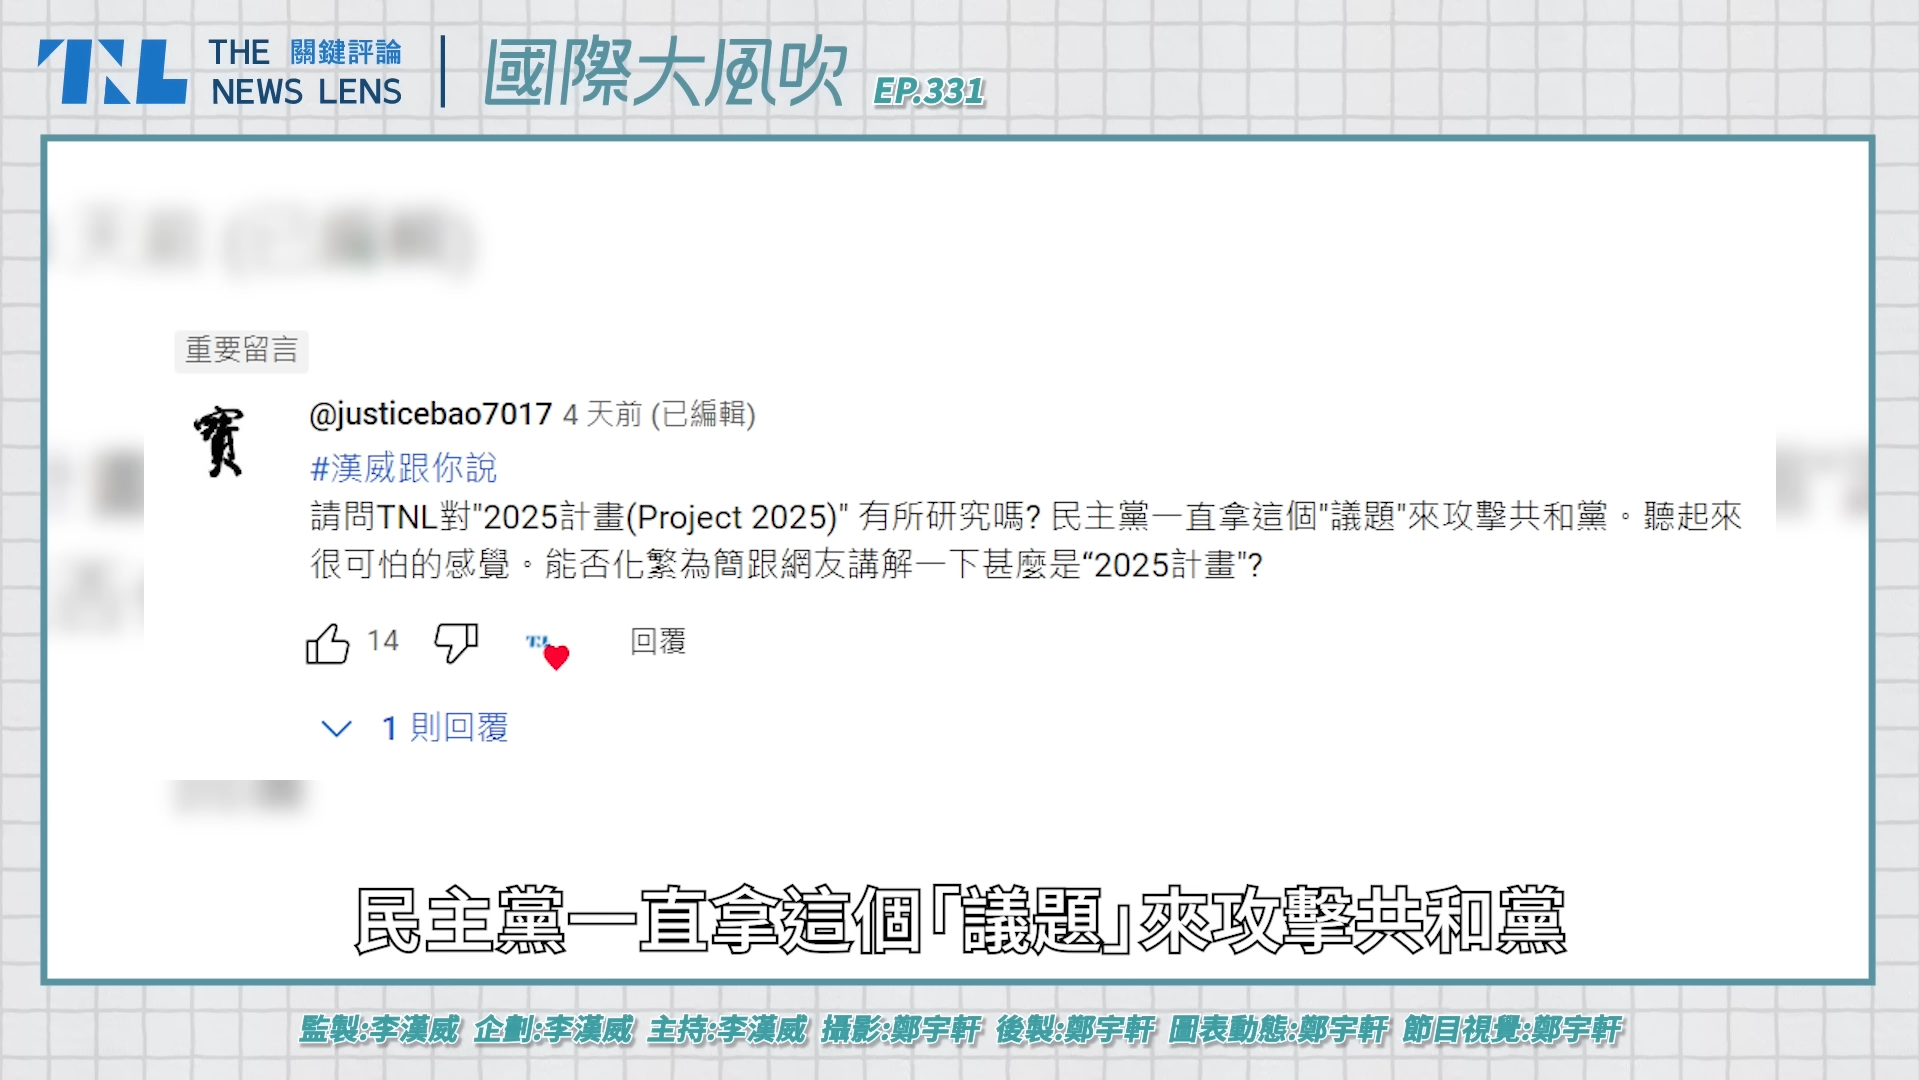 TNL THE 關鍵評論 NEWS LENS
國際大風吹 EP.331
天前 (已編輯)
重要留言
寶
@justicebao7017 4 天前 (已編輯)
#漢威跟你說
請問TNL對"2025計畫(Project 2025)" 有所研究嗎? 民主黨一直拿這個"議題"來攻擊共和黨。聽起來
很可怕的感覺。能否化繁為簡跟網友講解一下甚麼是“2025計畫"?
14 回覆
1 則回覆
民主黨一直拿這個「議題」來攻擊共和黨
監製:李漢威 企劃:李漢威 主持:李漢威 攝影:鄭宇軒 後製:鄭宇軒 圖表動態:鄭宇軒 節目視覺:鄭宇軒